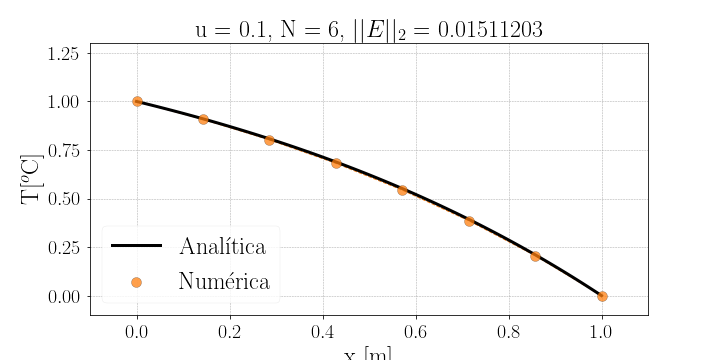 u = 0.1, N = 6, ||E||₂ = 0.01511203
1.25
1.00
0.75
0.50
0.25
0.00
T[°C]
Analítica
Numérica
0.0 0.2 0.4 0.6 0.8 1.0
x [m]